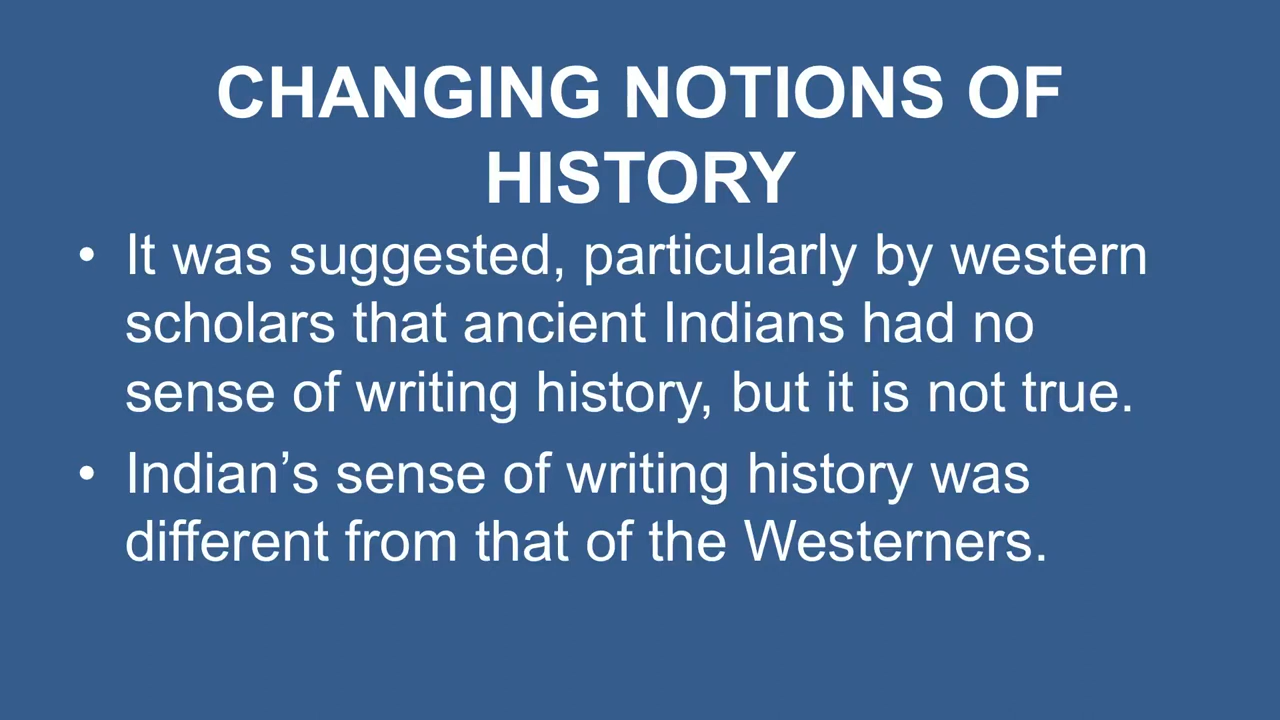 CHANGING NOTIONS OF
HISTORY
• It was suggested, particularly by western
scholars that ancient Indians had no
sense of writing history, but it is not true.
• Indian’s sense of writing history was
different from that of the Westerners.